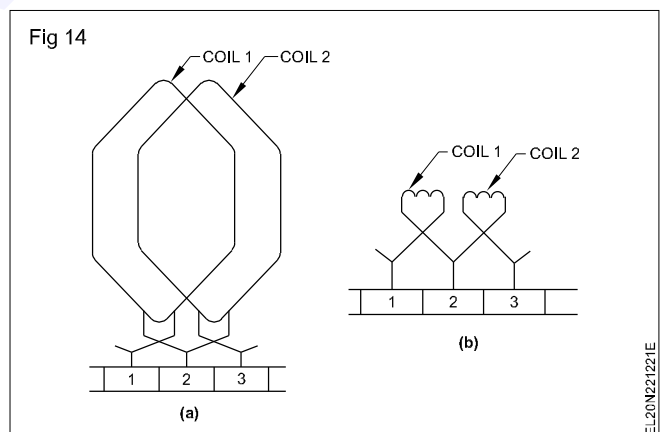 Fig 14
COIL 1
COIL 2
1 2 3
(a)
COIL 1
COIL 2
1 2 3
(b)
EL20N221221E